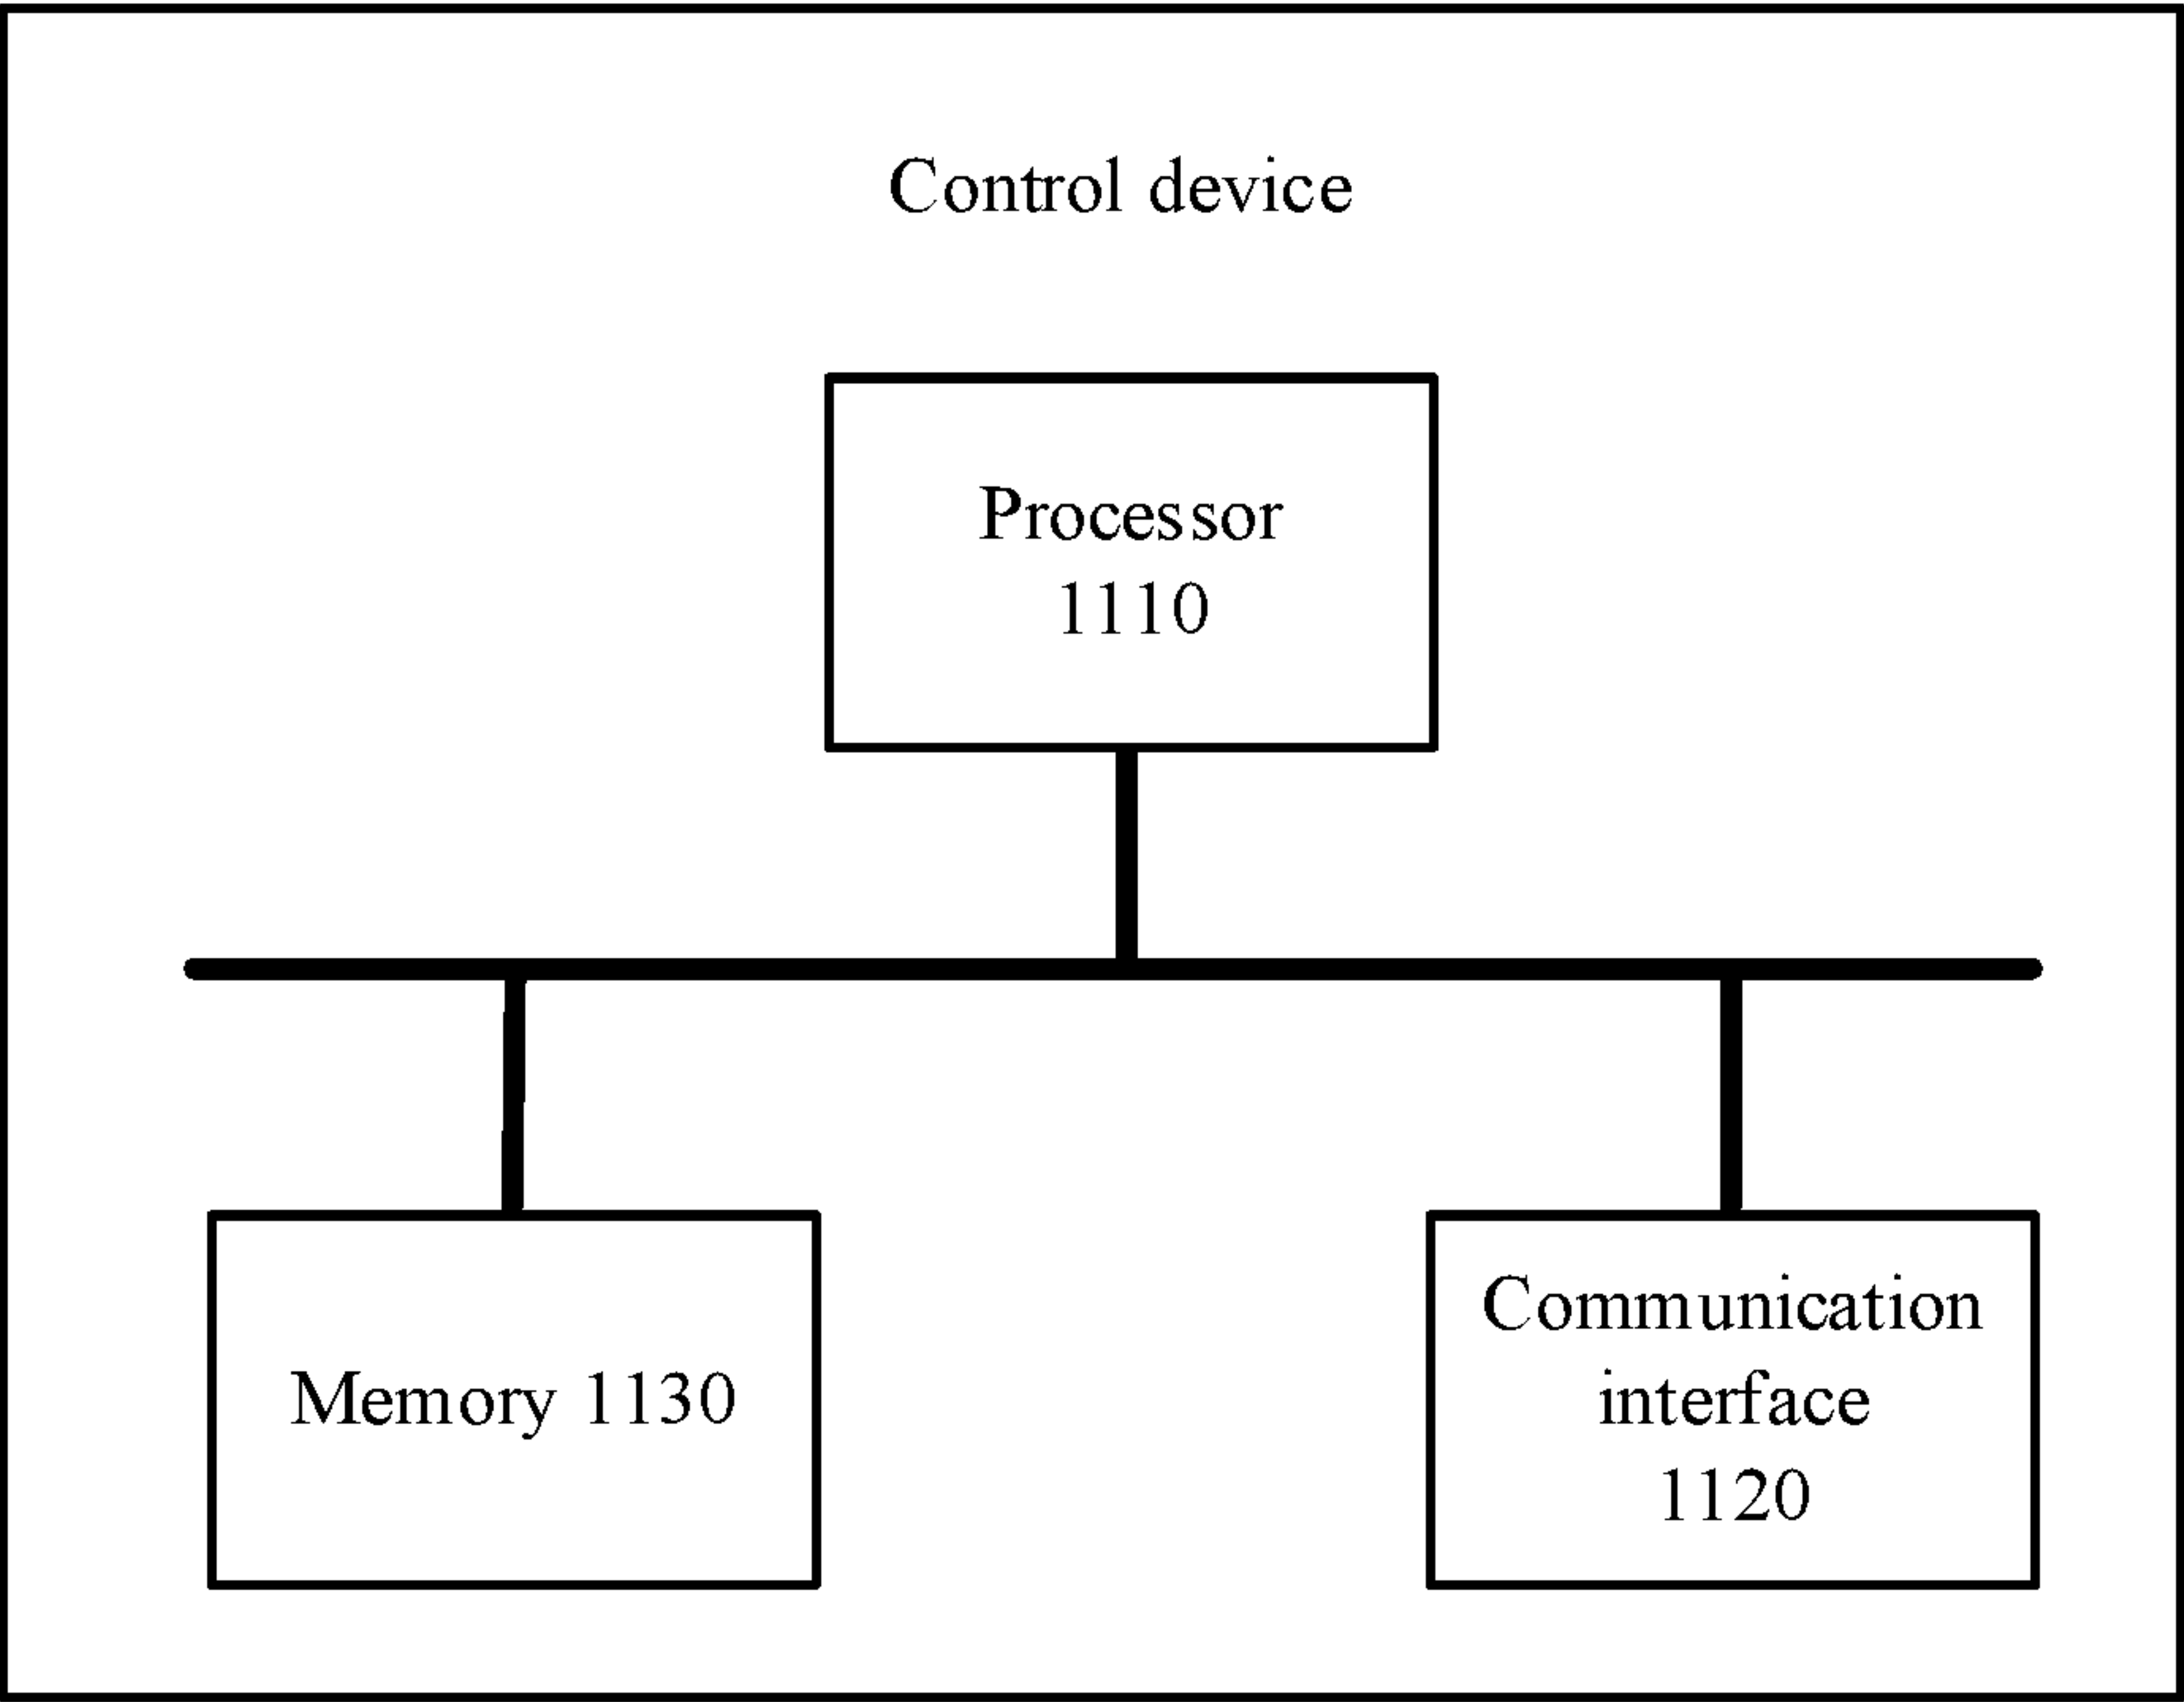 Control device
Processor
1110
Memory 1130
Communication
interface
1120